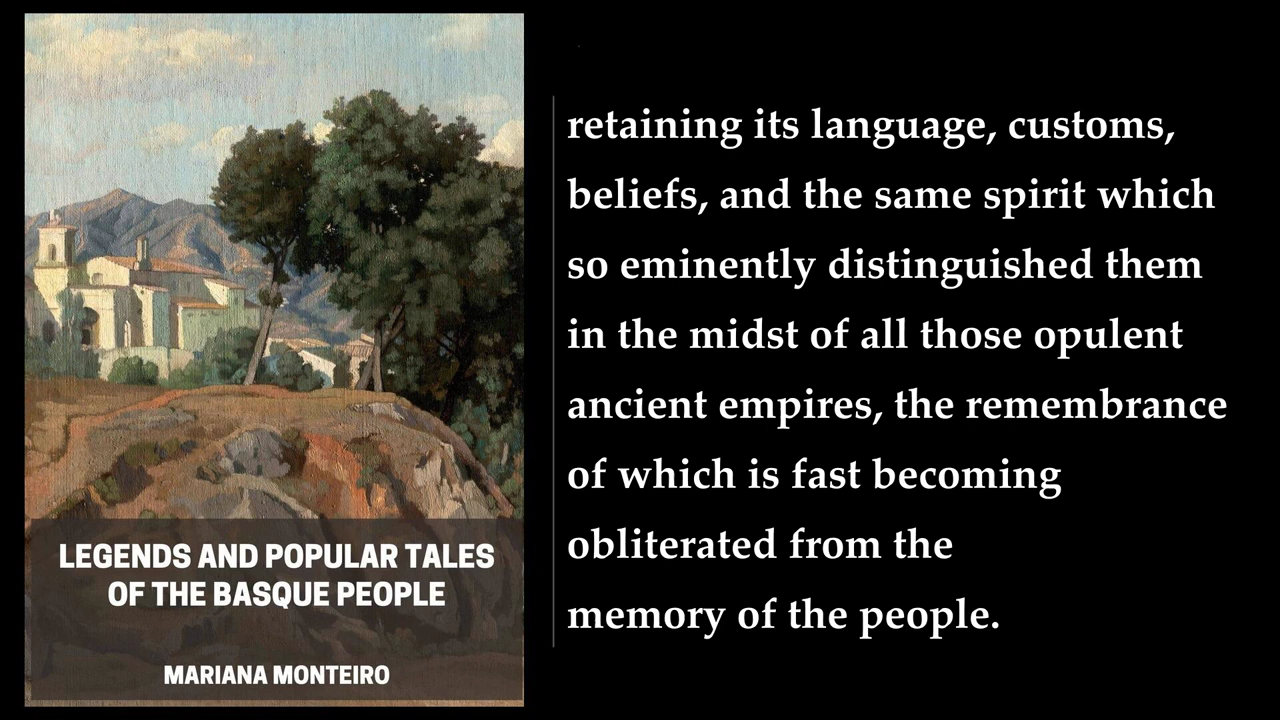 LEGENDS AND POPULAR TALES
OF THE BASQUE PEOPLE
MARIANA MONTEIRO
retaining its language, customs,
beliefs, and the same spirit which
so eminently distinguished them
in the midst of all those opulent
ancient empires, the remembrance
of which is fast becoming
obliterated from the
memory of the people.